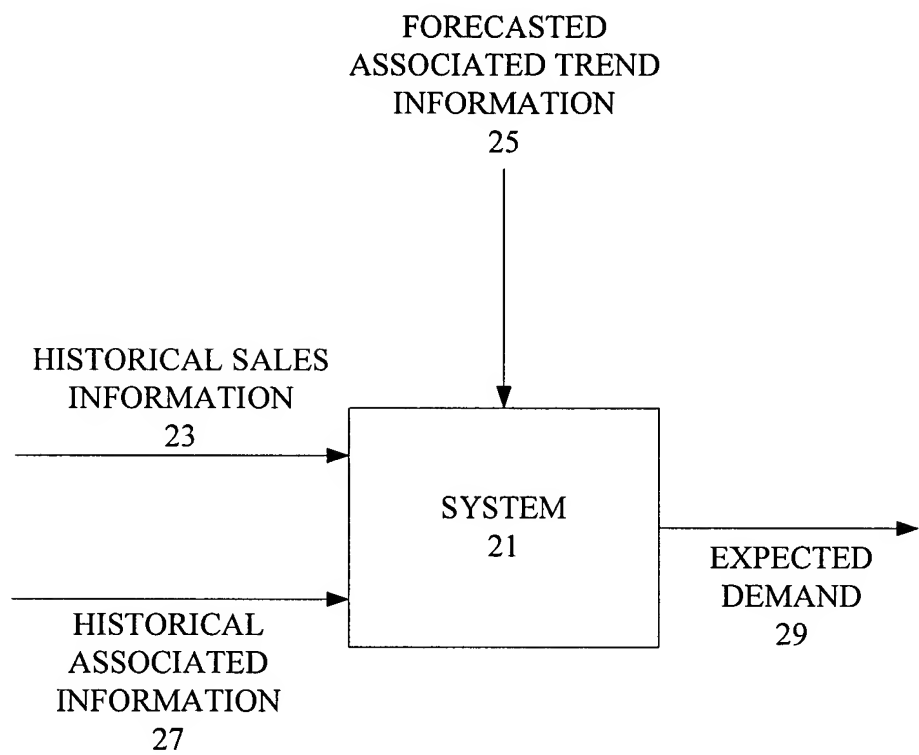 FORECASTED
ASSOCIATED TREND
INFORMATION
25
HISTORICAL SALES
INFORMATION
23
SYSTEM
21
EXPECTED
DEMAND
29
HISTORICAL
ASSOCIATED
INFORMATION
27